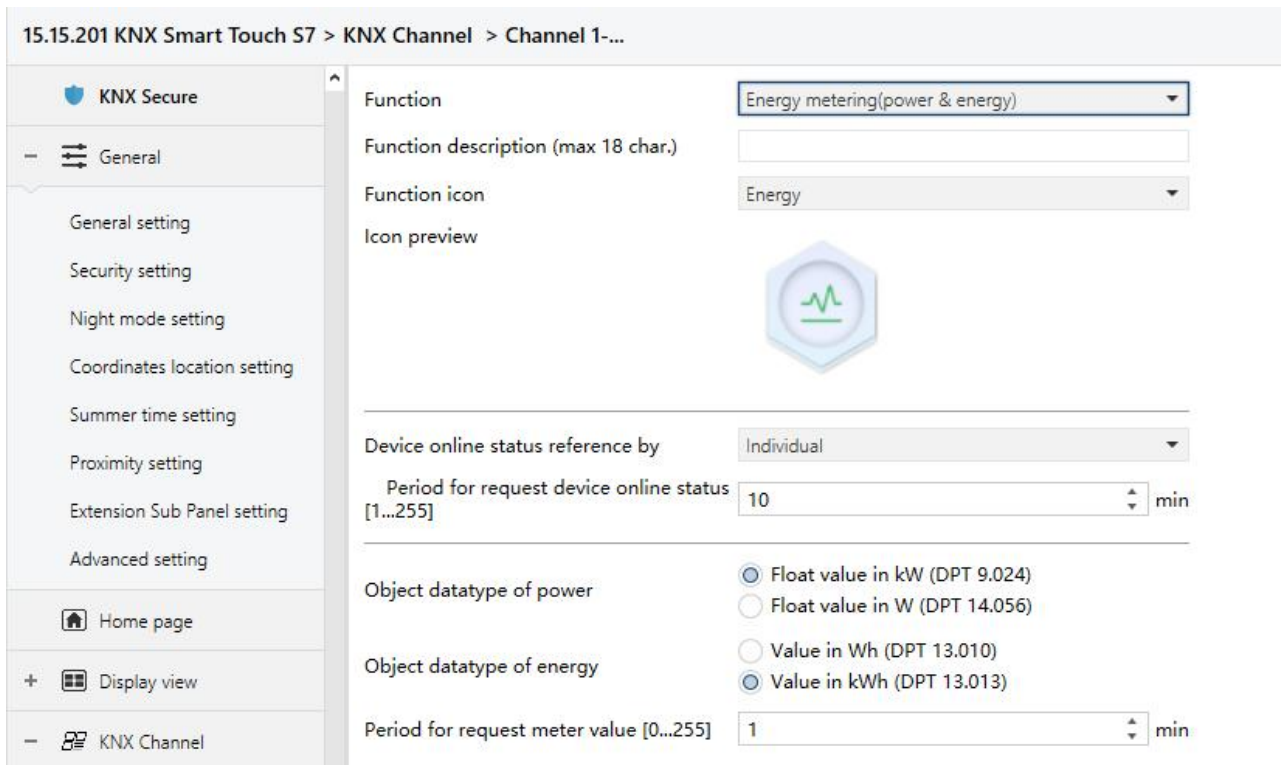 15.15.201 KNX Smart Touch S7 > KNX Channel > Channel 1-...
KNX Secure
General
General setting
Security setting
Night mode setting
Coordinates location setting
Summer time setting
Proximity setting
Extension Sub Panel setting
Advanced setting
Home page
Display view
KNX Channel
Function
Energy metering(power & energy)
Function description (max 18 char.)
Function icon
Energy
Icon preview
Device online status reference by
Individual
Period for request device online status
[1...255]
10 min
Object datatype of power
Float value in kW (DPT 9.024)
Float value in W (DPT 14.056)
Object datatype of energy
Value in Wh (DPT 13.010)
Value in kWh (DPT 13.013)
Period for request meter value [0...255]
1 min